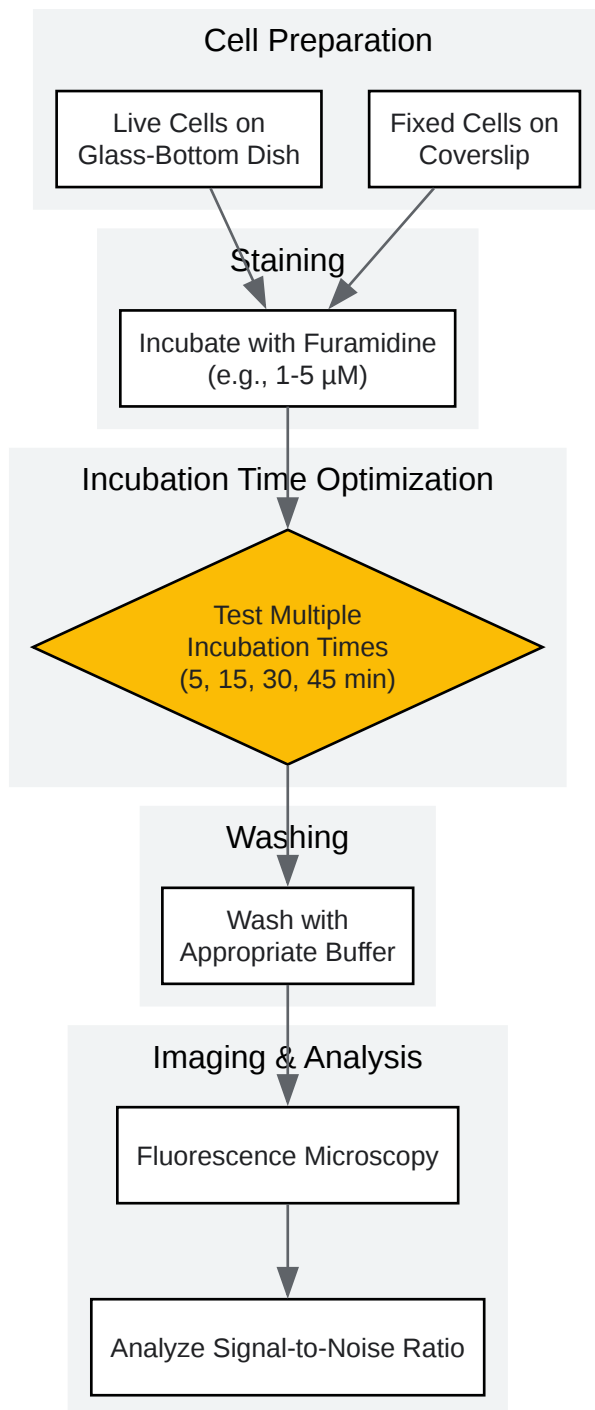 Cell Preparation
Live Cells on
Glass-Bottom Dish
Fixed Cells on
Coverslip
Staining
Incubate with Furamidine
(e.g., 1-5 µM)
Incubation Time Optimization
Test Multiple
Incubation Times
(5, 15, 30, 45 min)
Washing
Wash with
Appropriate Buffer
Imaging & Analysis
Fluorescence Microscopy
Analyze Signal-to-Noise Ratio